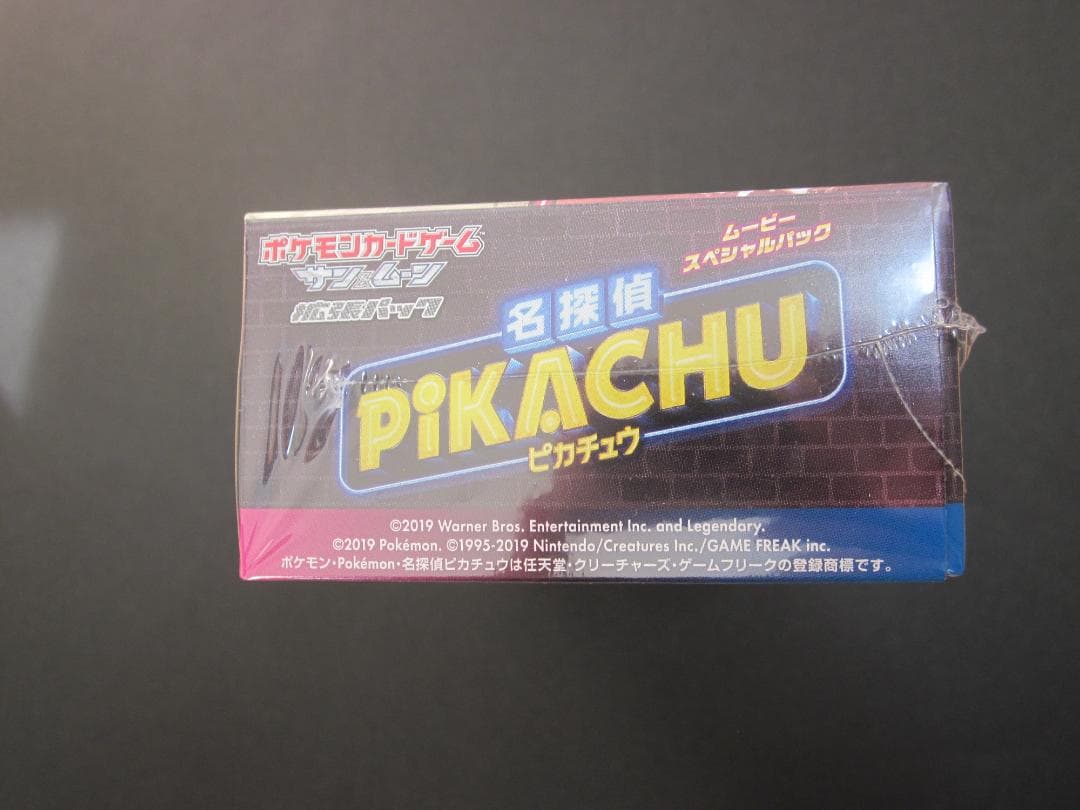 ポケモンカードゲーム™
サン&ムーン
拡張パック
ムービー
スペシャルパック
名探偵
PiKACHU
ピカチュウ
©2019 Warner Bros. Entertainment Inc. and Legendary.
©2019 Pokémon. ©1995-2019 Nintendo/Creatures Inc./GAME FREAK inc.
ポケモン・Pokémon・名探偵ピカチュウは任天堂・クリーチャーズ・ゲームフリークの登録商標です。